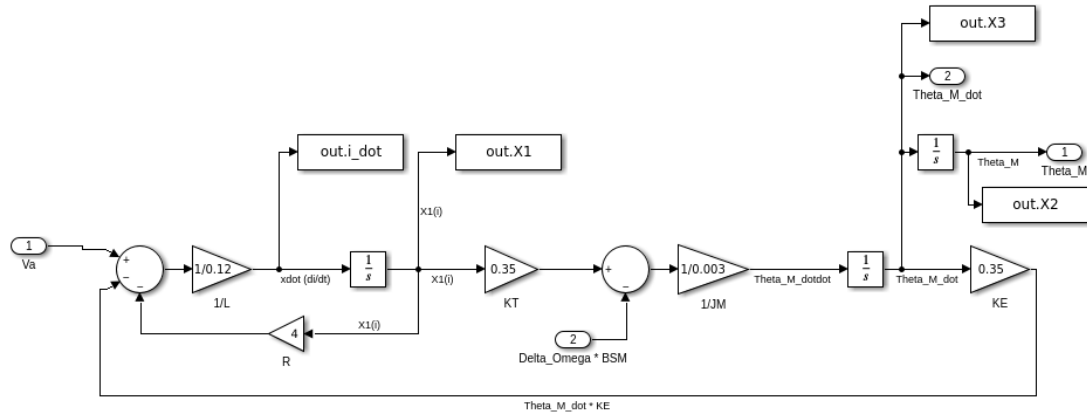 out.X3
2
Theta_M_dot
out.i_dot
out.X1
1
s
Theta_M
1
Theta_M
out.X2
X1(i)
1
Va
+
−
−
1/0.12
1/L
xdot (di/dt)
1
s
X1(i)
0.35
KT
+
−
1/0.003
1/JM
Theta_M_dotdot
1
s
Theta_M_dot
0.35
KE
X1(i)
4
R
2
Delta_Omega * BSM
Theta_M_dot * KE